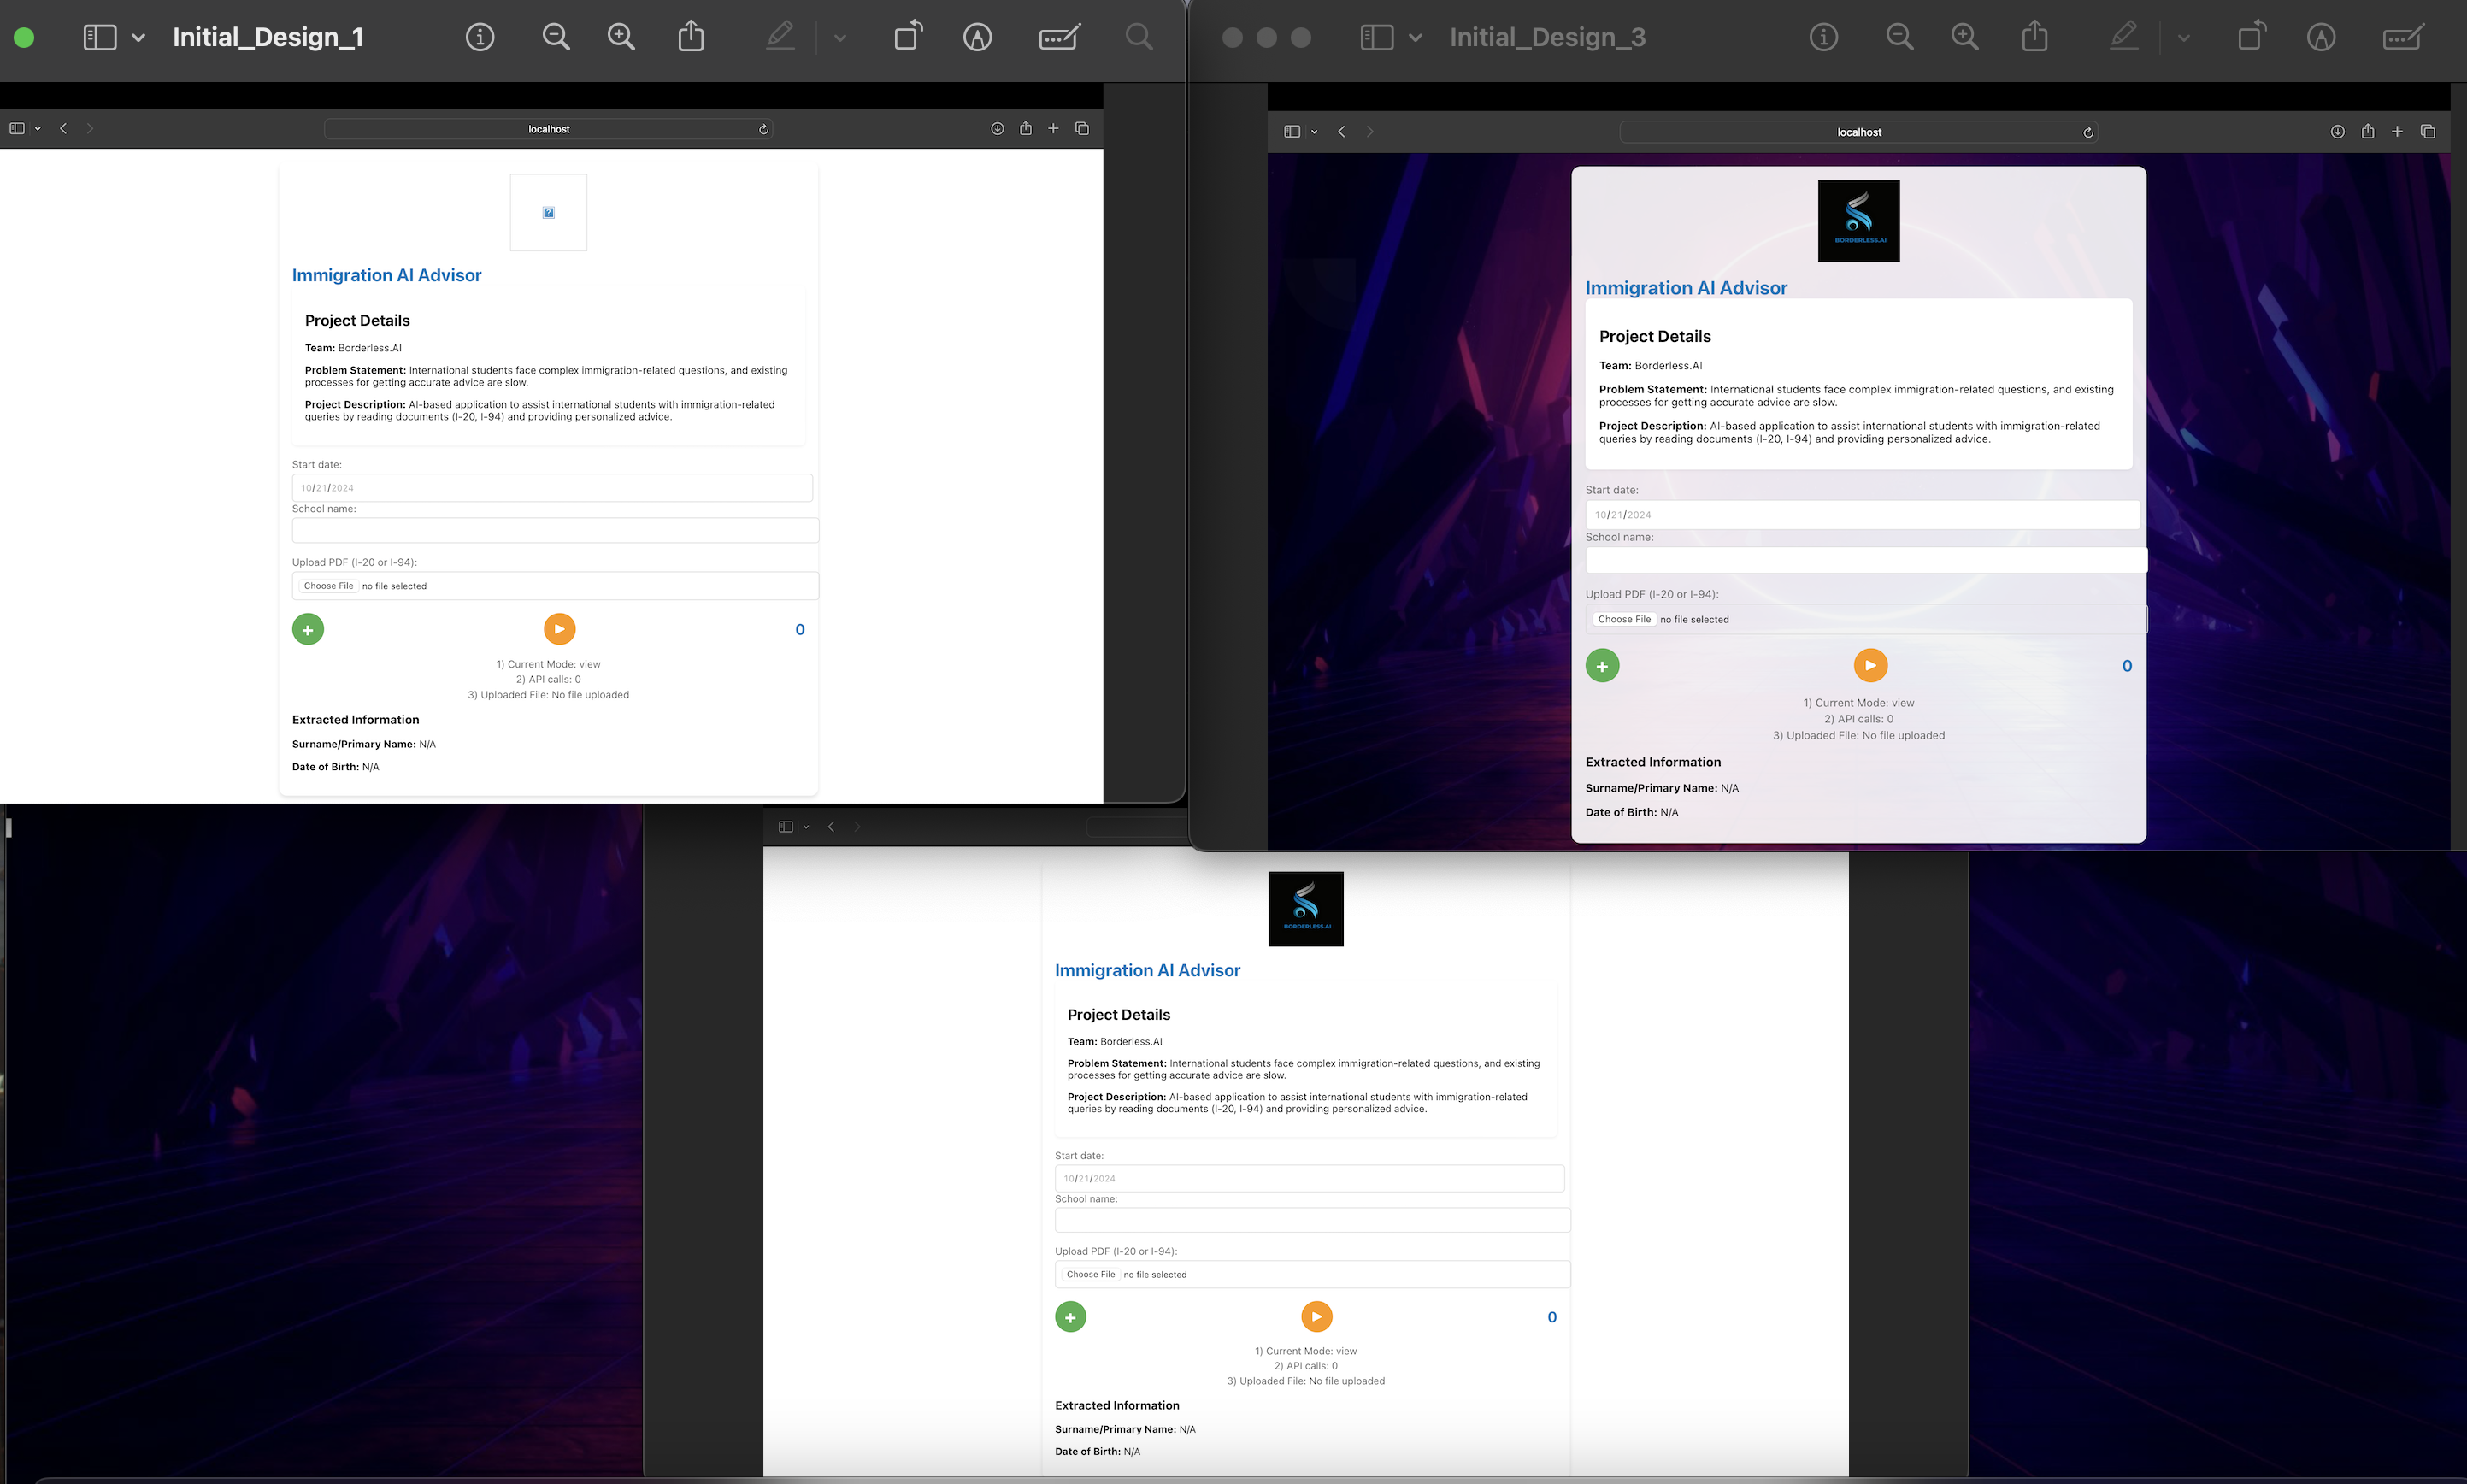 Initial_Design_1
localhost
Immigration AI Advisor
Project Details
Team: Borderless.AI
Problem Statement: International students face complex immigration-related questions, and existing
processes for getting accurate advice are slow.
Project Description: AI-based application to assist international students with immigration-related
queries by reading documents (I-20, I-94) and providing personalized advice.
Start date:
10/21/2024
School name:
Upload PDF (I-20 or I-94):
Choose File no file selected
+
0
1) Current Mode: view
2) API calls: 0
3) Uploaded File: No file uploaded
Extracted Information
Surname/Primary Name: N/A
Date of Birth: N/A
Initial_Design_3
localhost
BORDERLESS.AI
Immigration AI Advisor
Project Details
Team: Borderless.AI
Problem Statement: International students face complex immigration-related questions, and existing
processes for getting accurate advice are slow.
Project Description: AI-based application to assist international students with immigration-related
queries by reading documents (I-20, I-94) and providing personalized advice.
Start date:
10/21/2024
School name:
Upload PDF (I-20 or I-94):
Choose File no file selected
+
0
1) Current Mode: view
2) API calls: 0
3) Uploaded File: No file uploaded
Extracted Information
Surname/Primary Name: N/A
Date of Birth: N/A
BORDERLESS.AI
Immigration AI Advisor
Project Details
Team: Borderless.AI
Problem Statement: International students face complex immigration-related questions, and existing
processes for getting accurate advice are slow.
Project Description: AI-based application to assist international students with immigration-related
queries by reading documents (I-20, I-94) and providing personalized advice.
Start date:
10/21/2024
School name:
Upload PDF (I-20 or I-94):
Choose File no file selected
+
0
1) Current Mode: view
2) API calls: 0
3) Uploaded File: No file uploaded
Extracted Information
Surname/Primary Name: N/A
Date of Birth: N/A